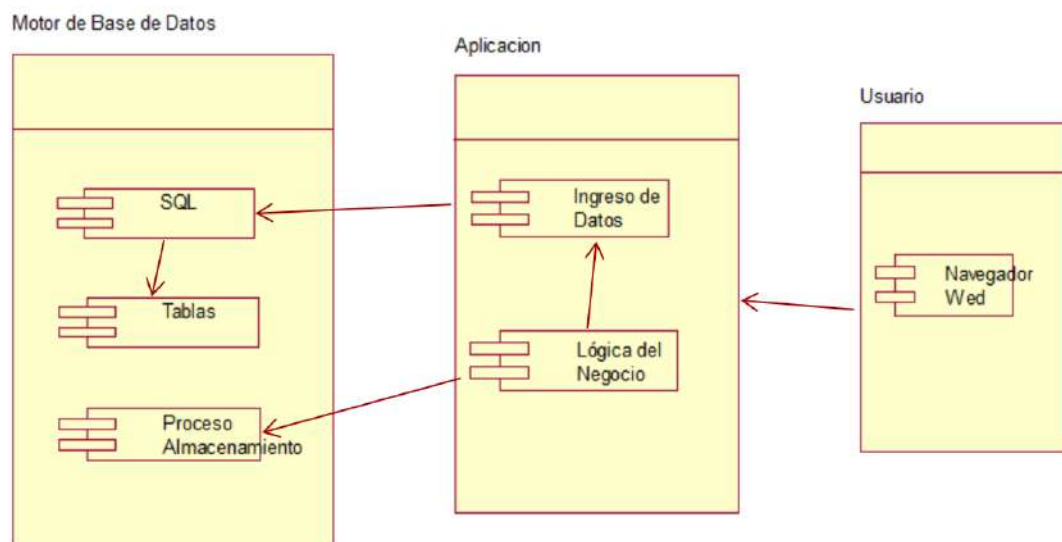 Motor de Base de Datos
SQL
Tablas
Proceso
Almacenamiento
Aplicacion
Ingreso de
Datos
Lógica del
Negocio
Usuario
Navegador
Wed